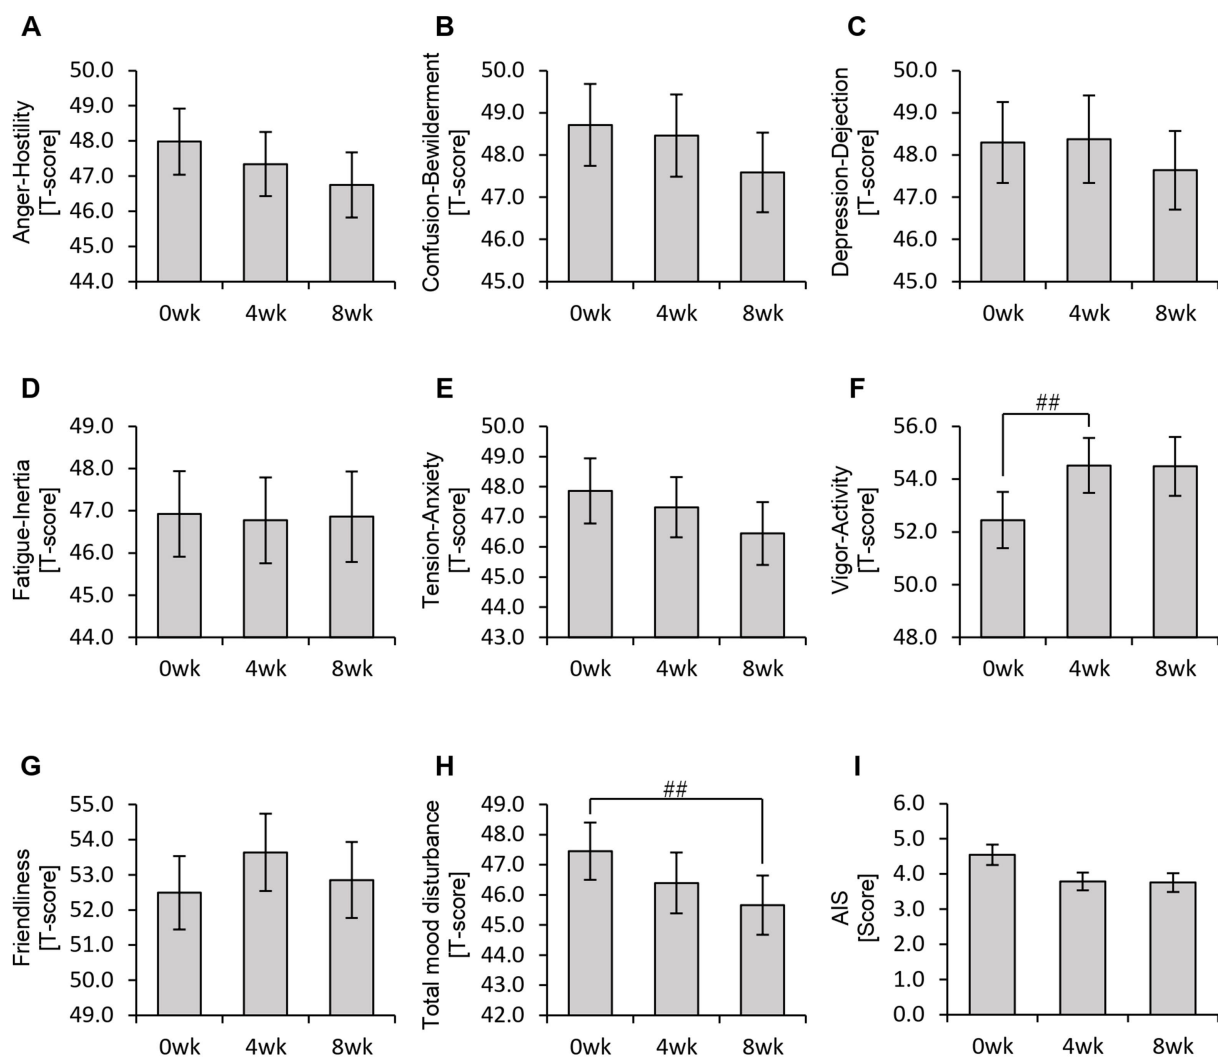 A
Anger-Hostility
[T-score]
50.0
49.0
48.0
47.0
46.0
45.0
44.0
0wk 4wk 8wk
B
Confusion-Bewilderment
[T-score]
50.0
49.0
48.0
47.0
46.0
45.0
0wk 4wk 8wk
C
Depression-Dejection
[T-score]
50.0
49.0
48.0
47.0
46.0
45.0
0wk 4wk 8wk
D
Fatigue-Inertia
[T-score]
49.0
48.0
47.0
46.0
45.0
44.0
0wk 4wk 8wk
E
Tension-Anxiety
[T-score]
50.0
49.0
48.0
47.0
46.0
45.0
44.0
43.0
0wk 4wk 8wk
F
##
Vigor-Activity
[T-score]
56.0
54.0
52.0
50.0
48.0
0wk 4wk 8wk
G
Friendliness
[T-score]
55.0
54.0
53.0
52.0
51.0
50.0
49.0
0wk 4wk 8wk
H
##
Total mood disturbance
[T-score]
49.0
48.0
47.0
46.0
45.0
44.0
43.0
42.0
0wk 4wk 8wk
I
AIS
[Score]
6.0
5.0
4.0
3.0
2.0
1.0
0.0
0wk 4wk 8wk